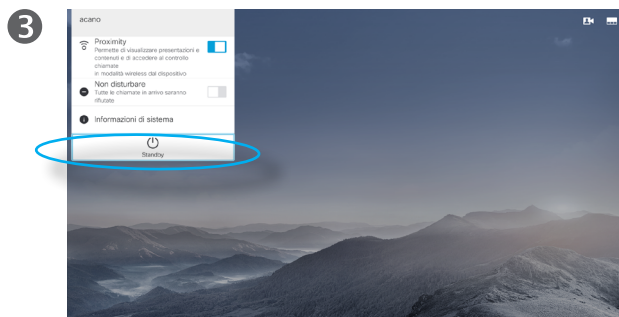 3
acano
Proximity
Permette di visualizzare presentazioni e
contenuti e di accedere al controllo
chiamate
in modalità wireless dal dispositivo
Non disturbare
Tutte le chiamate in arrivo saranno
rifiutate
Informazioni di sistema
Standby